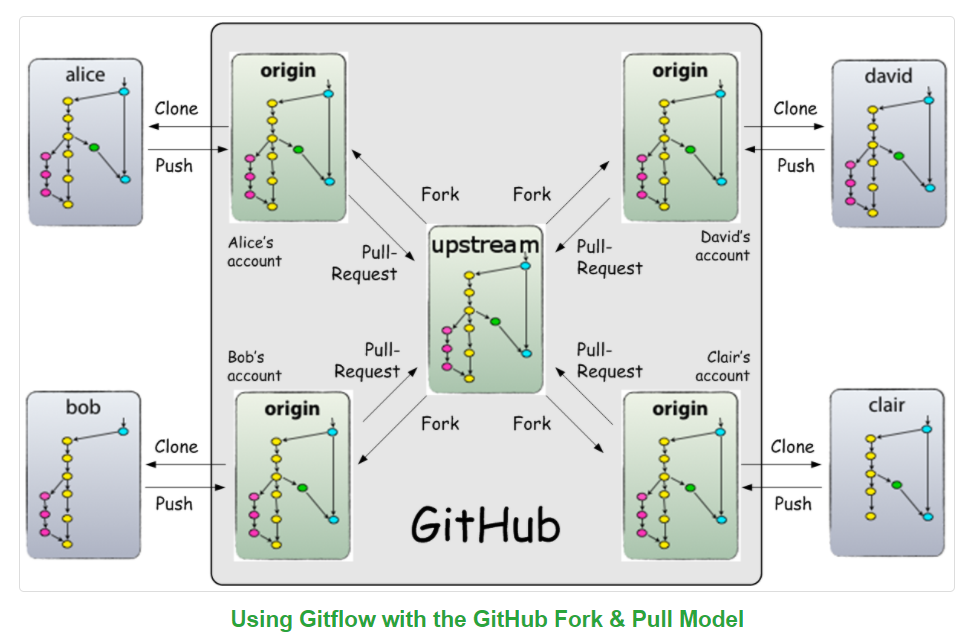 alice
origin
origin
david
Clone
Push
Clone
Push
Fork
Fork
Alice's
account
Pull-
Request
upstream
Pull-
Request
David's
account
Bob's
account
Pull-
Request
Pull-
Request
Clair's
account
bob
origin
Fork
Fork
origin
clair
Clone
Push
Clone
Push
GitHub
Using Gitflow with the GitHub Fork & Pull Model